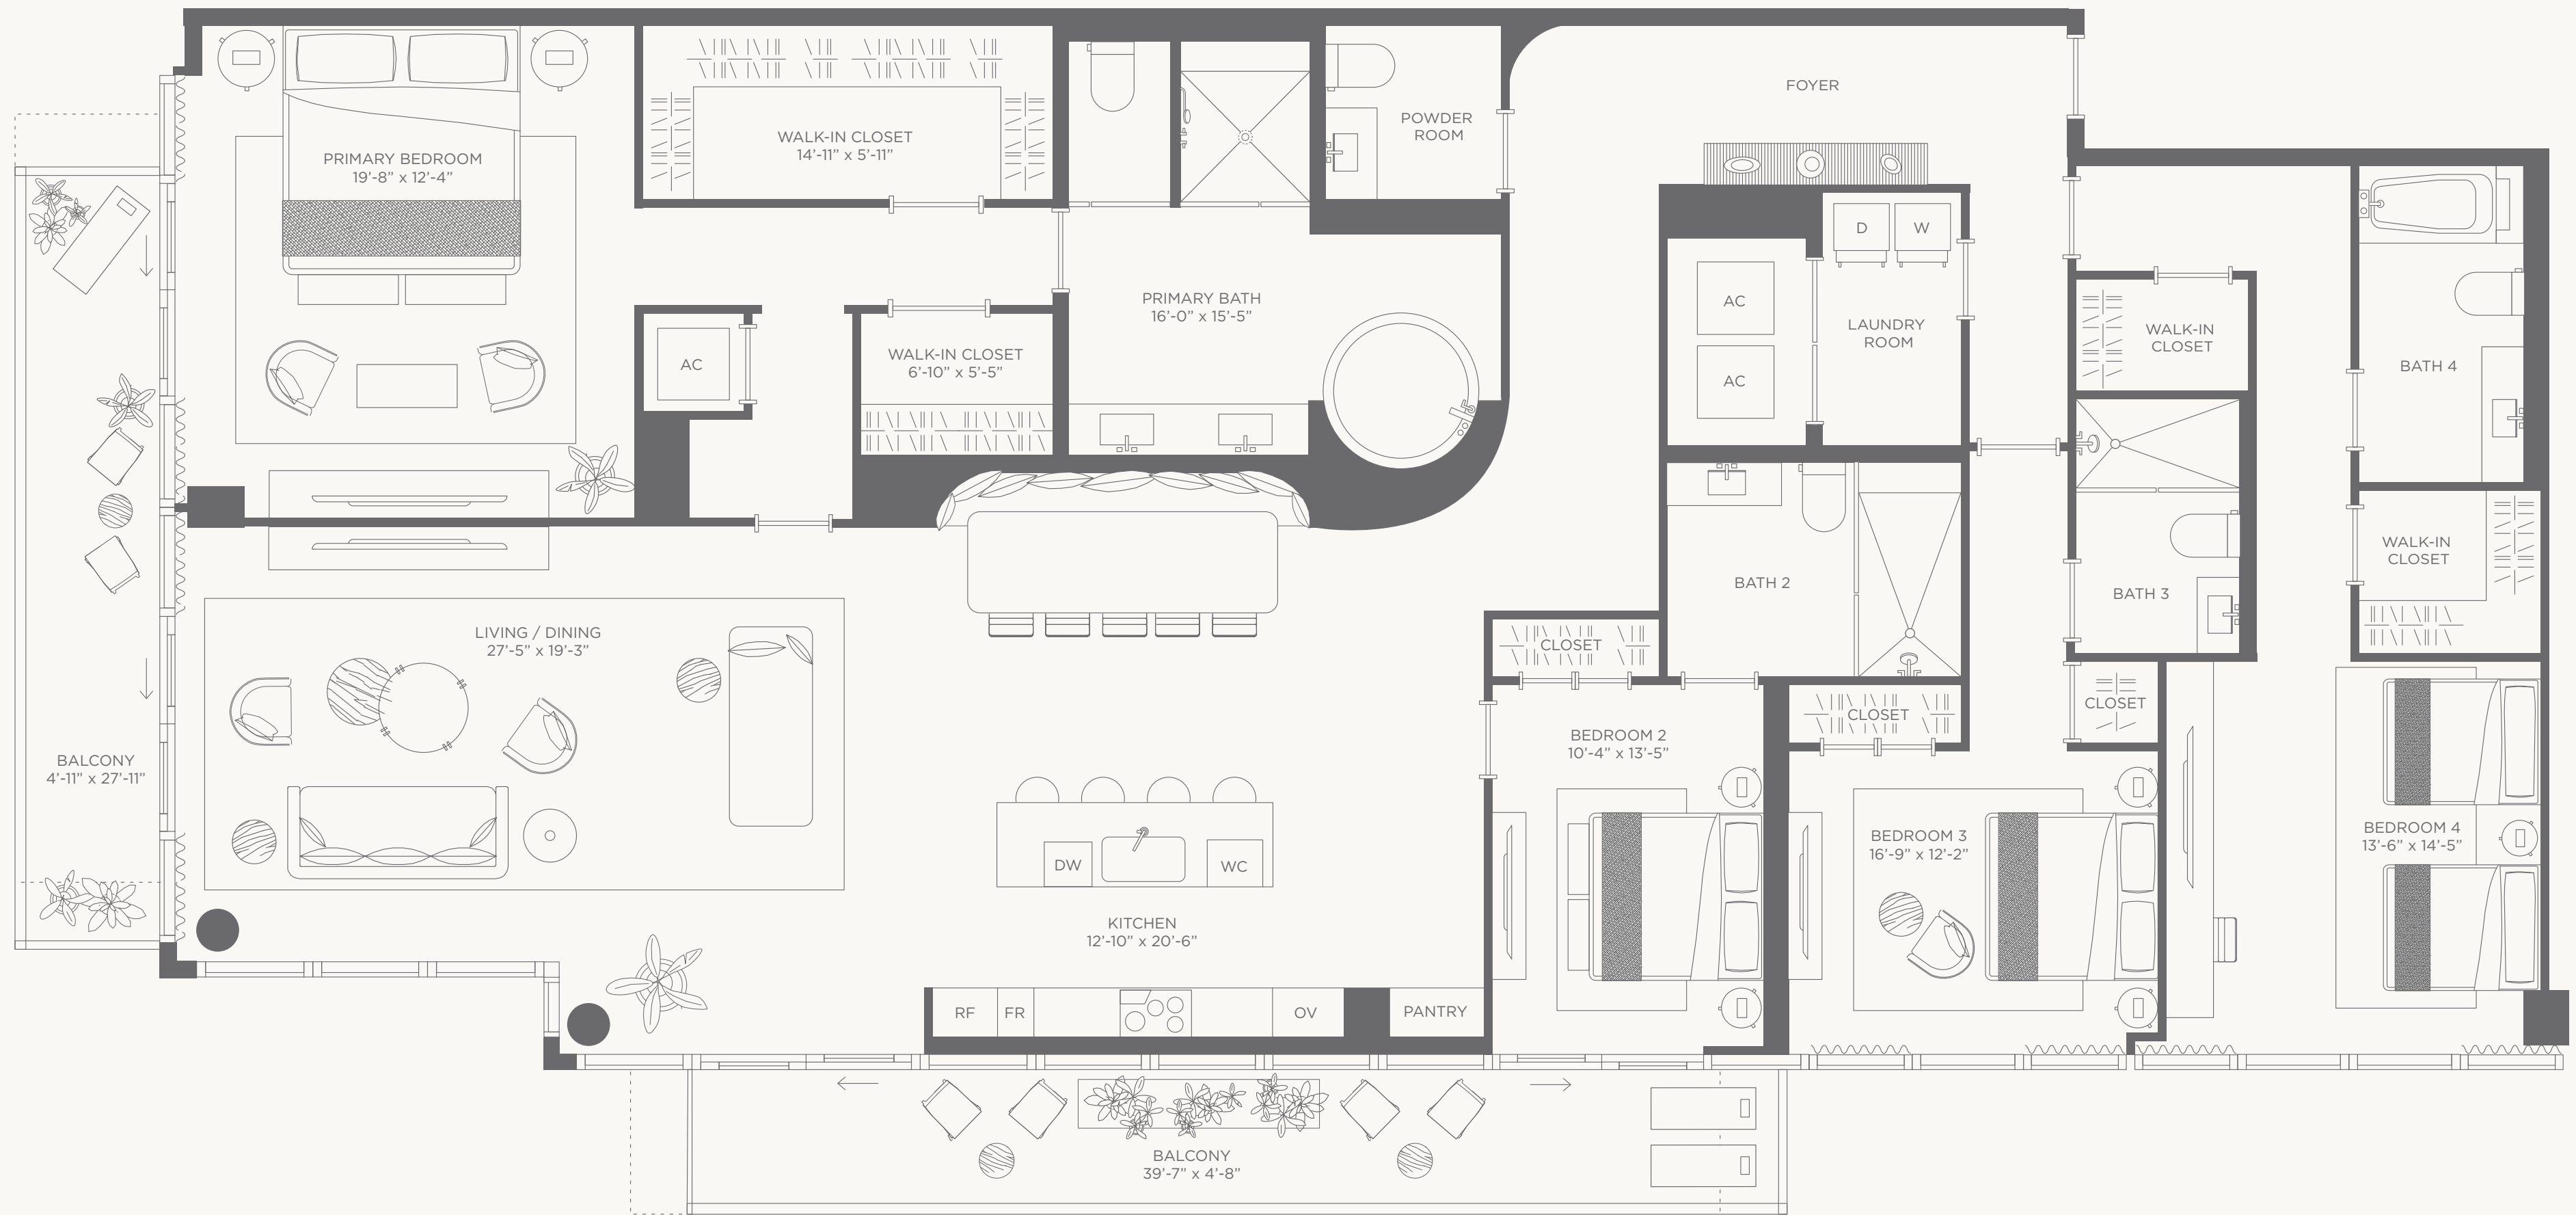 FOYER
POWDER
ROOM
WALK-IN CLOSET
14'-11" x 5'-11"
PRIMARY BEDROOM
19'-8" x 12'-4"
D
W
PRIMARY BATH
16'-0" x 15'-5"
AC
LAUNDRY
ROOM
WALK-IN
CLOSET
WALK-IN CLOSET
6'-10" x 5'-5"
AC
AC
BATH 4
WALK-IN
CLOSET
BATH 2
BATH 3
LIVING / DINING
27'-5" x 19'-3"
CLOSET
CLOSET
CLOSET
BEDROOM 2
10'-4" x 13'-5"
BALCONY
4'-11" x 27'-11"
BEDROOM 3
16'-9" x 12'-2"
BEDROOM 4
13'-6" x 14'-5"
DW
WC
KITCHEN
12'-10" x 20'-6"
RF
FR
OV
PANTRY
BALCONY
39'-7" x 4'-8"